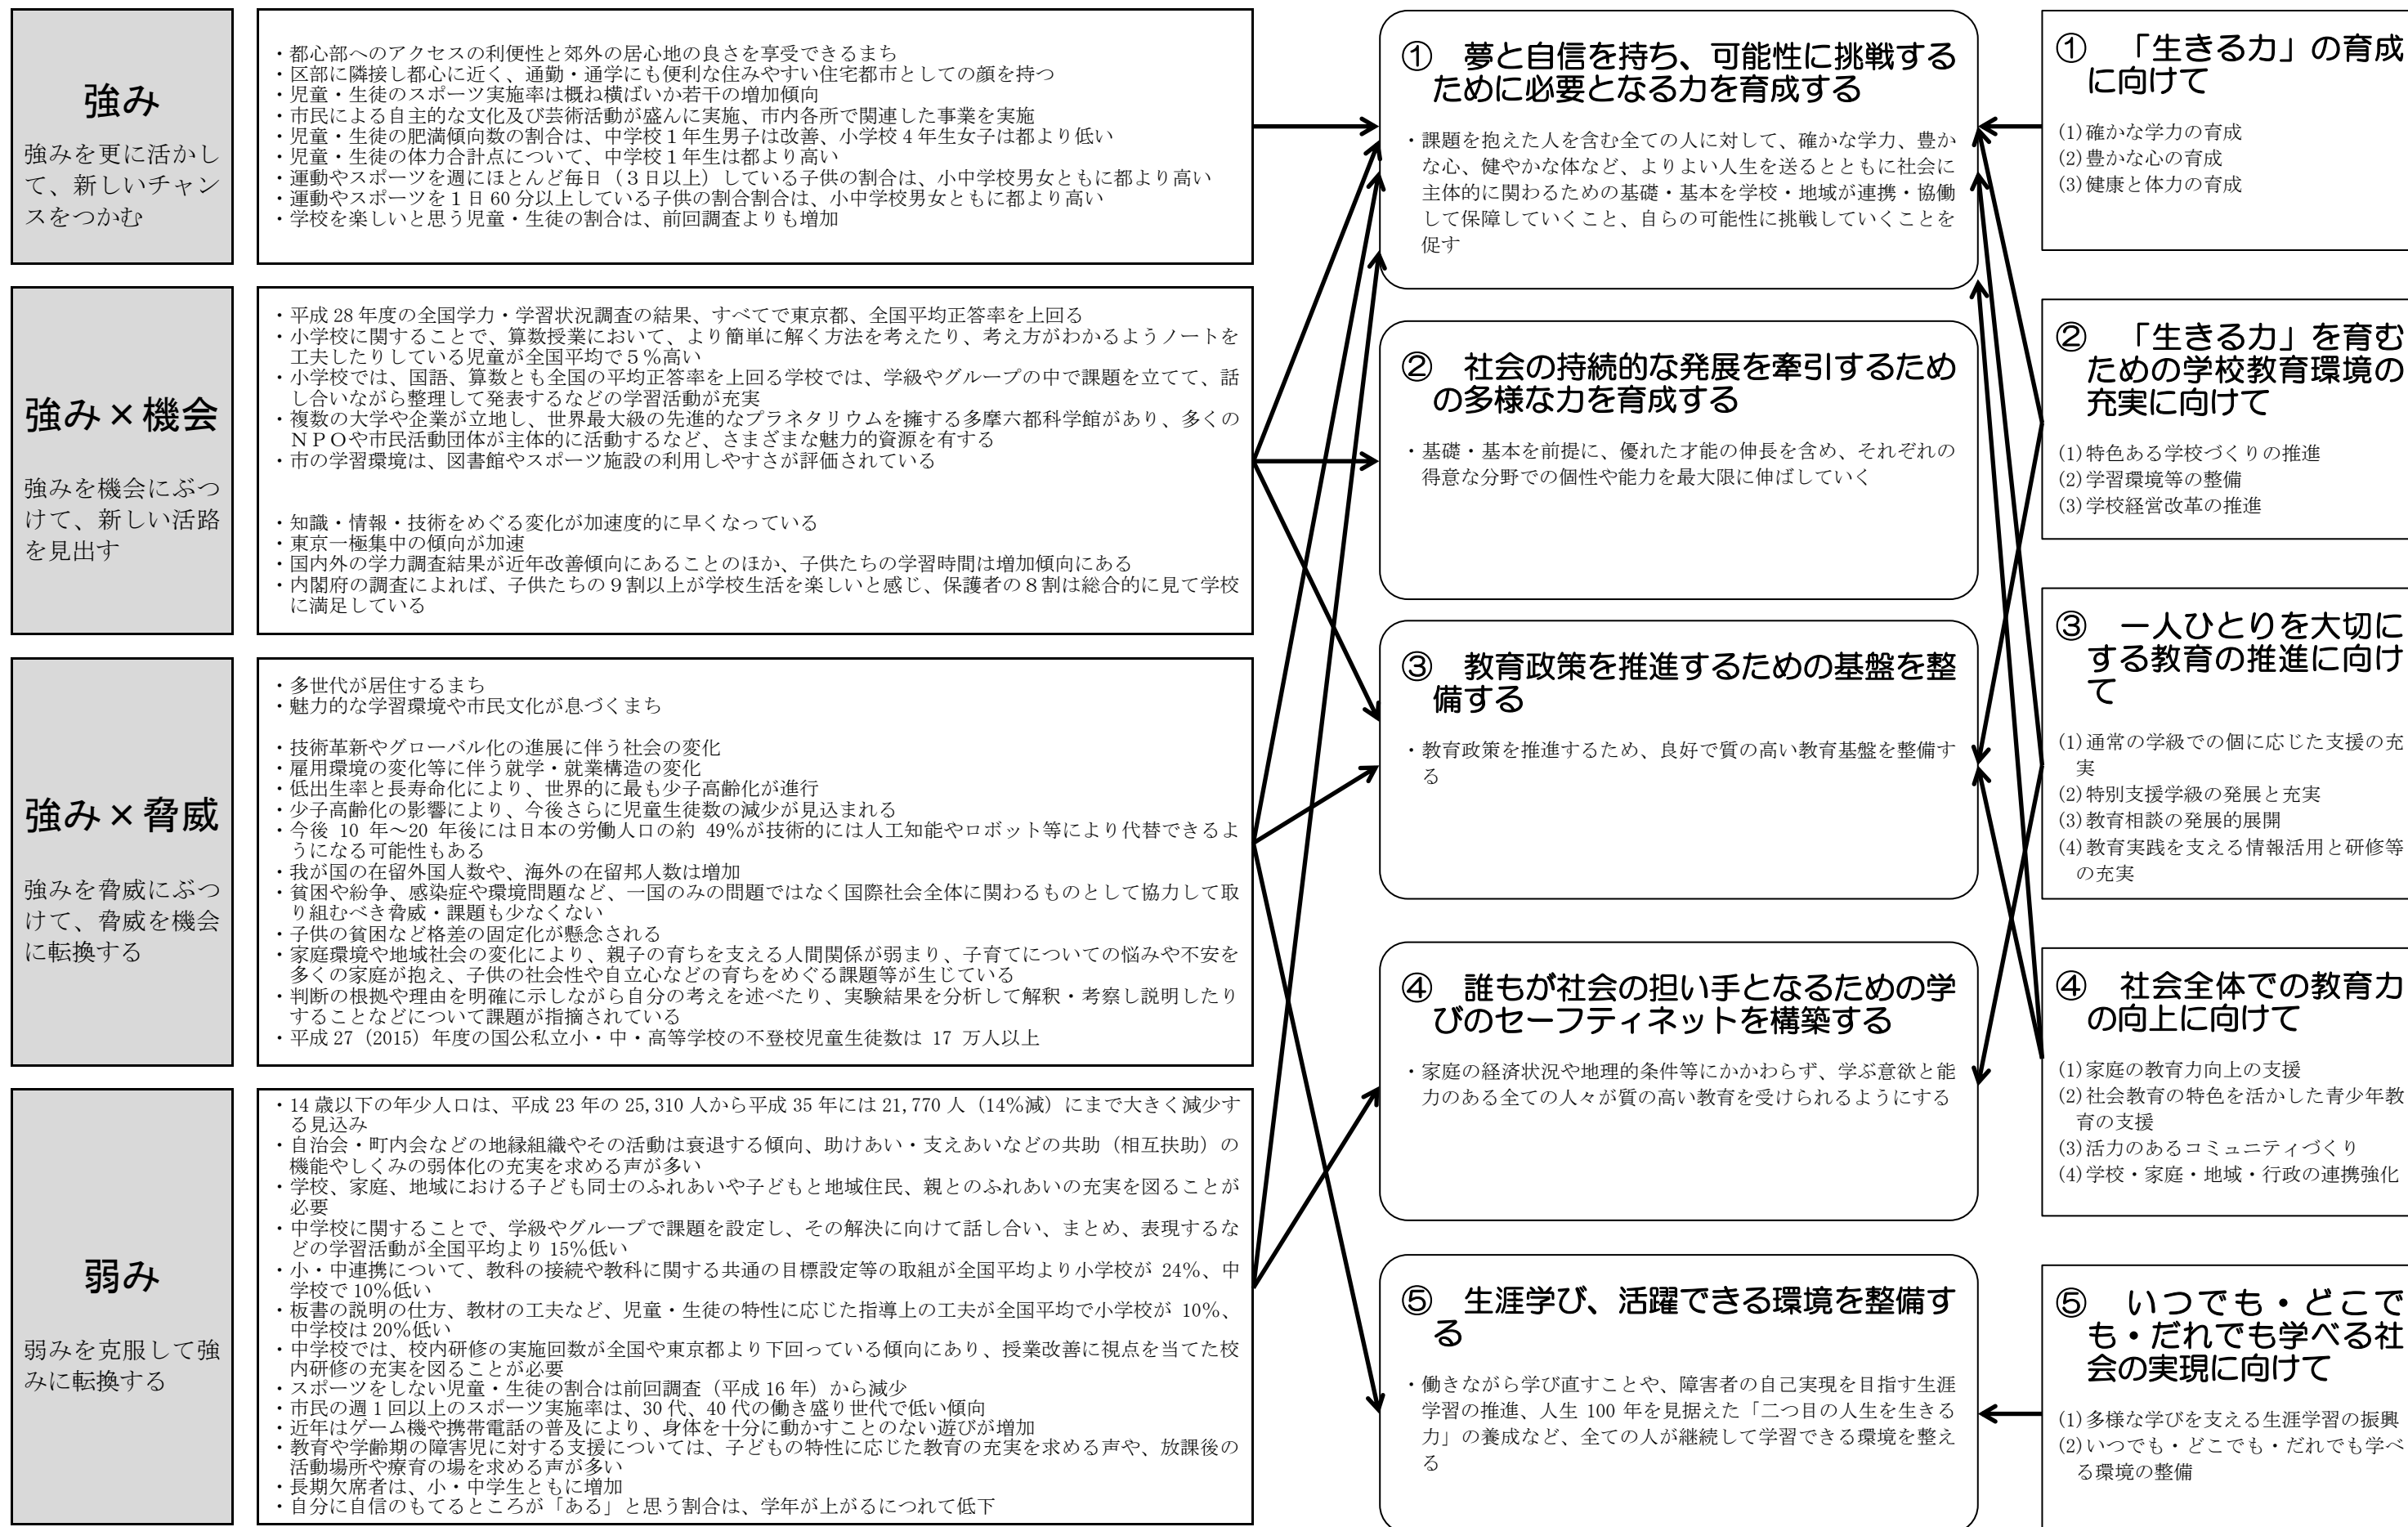 強み
強みを更に活かし
て、新しいチャン
スをつかむ
・都心部へのアクセスの利便性と郊外の居心地の良さを享受できるまち
・区部に隣接し都心に近く、通勤・通学にも便利な住みやすい住宅都市としての顔を持つ
・児童・生徒のスポーツ実施率は概ね横ばいか若干の増加傾向
・市民による自主的な文化及び芸術活動が盛んに実施、市内各所で関連した事業を実施
・児童・生徒の肥満傾向数の割合は、中学校１年生男子は改善、小学校４年生女子は都より低い
・児童・生徒の体力合計点について、中学校１年生は都より高い
・運動やスポーツを週にほとんど毎日（３日以上）している子供の割合は、小中学校男女ともに都より高い
・運動やスポーツを１日 60 分以上している子供の割合割合は、小中学校男女ともに都より高い
・学校を楽しいと思う児童・生徒の割合は、前回調査よりも増加
強み×機会
強みを機会にぶつ
けて、新しい活路
を見出す
・平成 28 年度の全国学力・学習状況調査の結果、すべてで東京都、全国平均正答率を上回る
・小学校に関することで、算数授業において、より簡単に解く方法を考えたり、考え方がわかるようノートを
工夫したりしている児童が全国平均で５％高い
・小学校では、国語、算数とも全国の平均正答率を上回る学校では、学級やグループの中で課題を立てて、話
し合いながら整理して発表するなどの学習活動が充実
・複数の大学や企業が立地し、世界最大級の先進的なプラネタリウムを擁する多摩六都科学館があり、多くの
ＮＰＯや市民活動団体が主体的に活動するなど、さまざまな魅力的資源を有する
・市の学習環境は、図書館やスポーツ施設の利用しやすさが評価されている
・知識・情報・技術をめぐる変化が加速度的に早くなっている
・東京一極集中の傾向が加速
・国内外の学力調査結果が近年改善傾向にあることのほか、子供たちの学習時間は増加傾向にある
・内閣府の調査によれば、子供たちの９割以上が学校生活を楽しいと感じ、保護者の８割は総合的に見て学校
に満足している
強み×脅威
強みを脅威にぶつ
けて、脅威を機会
に転換する
・多世代が居住するまち
・魅力的な学習環境や市民文化が息づくまち
・技術革新やグローバル化の進展に伴う社会の変化
・雇用環境の変化等に伴う就学・就業構造の変化
・低出生率と長寿命化により、世界的に最も少子高齢化が進行
・少子高齢化の影響により、今後さらに児童生徒数の減少が見込まれる
・今後 10 年～20 年後には日本の労働人口の約 49％が技術的には人工知能やロボット等により代替できるよ
うになる可能性もある
・我が国の在留外国人数や、海外の在留邦人数は増加
・貧困や紛争、感染症や環境問題など、一国のみの問題ではなく国際社会全体に関わるものとして協力して取
り組むべき脅威・課題も少なくない
・子供の貧困など格差の固定化が懸念される
・家庭環境や地域社会の変化により、親子の育ちを支える人間関係が弱まり、子育てについての悩みや不安を
多くの家庭が抱え、子供の社会性や自立心などの育ちをめぐる課題等が生じている
・判断の根拠や理由を明確に示しながら自分の考えを述べたり、実験結果を分析して解釈・考察し説明したり
することなどについて課題が指摘されている
・平成 27（2015）年度の国公私立小・中・高等学校の不登校児童生徒数は 17 万人以上
弱み
弱みを克服して強
みに転換する
・14 歳以下の年少人口は、平成 23 年の 25,310 人から平成 35 年には 21,770 人（14％減）にまで大きく減少す
る見込み
・自治会・町内会などの地縁組織やその活動は衰退する傾向、助けあい・支えあいなどの共助（相互扶助）の
機能やしくみの弱体化の充実を求める声が多い
・学校、家庭、地域における子ども同士のふれあいや子どもと地域住民、親とのふれあいの充実を図ることが
必要
・中学校に関することで、学級やグループで課題を設定し、その解決に向けて話し合い、まとめ、表現するな
どの学習活動が全国平均より 15％低い
・小・中連携について、教科の接続や教科に関する共通の目標設定等の取組が全国平均より小学校が 24％、中
学校で 10％低い
・板書の説明の仕方、教材の工夫など、児童・生徒の特性に応じた指導上の工夫が全国平均で小学校が 10％、
中学校は 20％低い
・中学校では、校内研修の実施回数が全国や東京都より下回っている傾向にあり、授業改善に視点を当てた校
内研修の充実を図ることが必要
・スポーツをしない児童・生徒の割合は前回調査（平成 16 年）から減少
・市民の週１回以上のスポーツ実施率は、30 代、40 代の働き盛り世代で低い傾向
・近年はゲーム機や携帯電話の普及により、身体を十分に動かすことのない遊びが増加
・教育や学齢期の障害児に対する支援については、子どもの特性に応じた教育の充実を求める声や、放課後の
活動場所や療育の場を求める声が多い
・長期欠席者は、小・中学生ともに増加
・自分に自信のもてるところが「ある」と思う割合は、学年が上がるにつれて低下
①　夢と自信を持ち、可能性に挑戦する
ために必要となる力を育成する
・課題を抱えた人を含む全ての人に対して、確かな学力、豊か
な心、健やかな体など、よりよい人生を送るとともに社会に
主体的に関わるための基礎・基本を学校・地域が連携・協働
して保障していくこと、自らの可能性に挑戦していくことを
促す
②　社会の持続的な発展を牽引するため
の多様な力を育成する
・基礎・基本を前提に、優れた才能の伸長を含め、それぞれの
得意な分野での個性や能力を最大限に伸ばしていく
③　教育政策を推進するための基盤を整
備する
・教育政策を推進するため、良好で質の高い教育基盤を整備す
る
④　誰もが社会の担い手となるための学
びのセーフティネットを構築する
・家庭の経済状況や地理的条件等にかかわらず、学ぶ意欲と能
力のある全ての人々が質の高い教育を受けられるようにする
⑤　生涯学び、活躍できる環境を整備す
る
・働きながら学び直すことや、障害者の自己実現を目指す生涯
学習の推進、人生 100 年を見据えた「二つ目の人生を生きる
力」の養成など、全ての人が継続して学習できる環境を整え
る
①　「生きる力」の育成
に向けて
(1)確かな学力の育成
(2)豊かな心の育成
(3)健康と体力の育成
②　「生きる力」を育む
ための学校教育環境の
充実に向けて
(1)特色ある学校づくりの推進
(2)学習環境等の整備
(3)学校経営改革の推進
③　一人ひとりを大切に
する教育の推進に向け
て
(1)通常の学級での個に応じた支援の充
実
(2)特別支援学級の発展と充実
(3)教育相談の発展的展開
(4)教育実践を支える情報活用と研修等
の充実
④　社会全体での教育力
の向上に向けて
(1)家庭の教育力向上の支援
(2)社会教育の特色を活かした青少年教
育の支援
(3)活力のあるコミュニティづくり
(4)学校・家庭・地域・行政の連携強化
⑤　いつでも・どこで
も・だれでも学べる社
会の実現に向けて
(1)多様な学びを支える生涯学習の振興
(2)いつでも・どこでも・だれでも学べ
る環境の整備